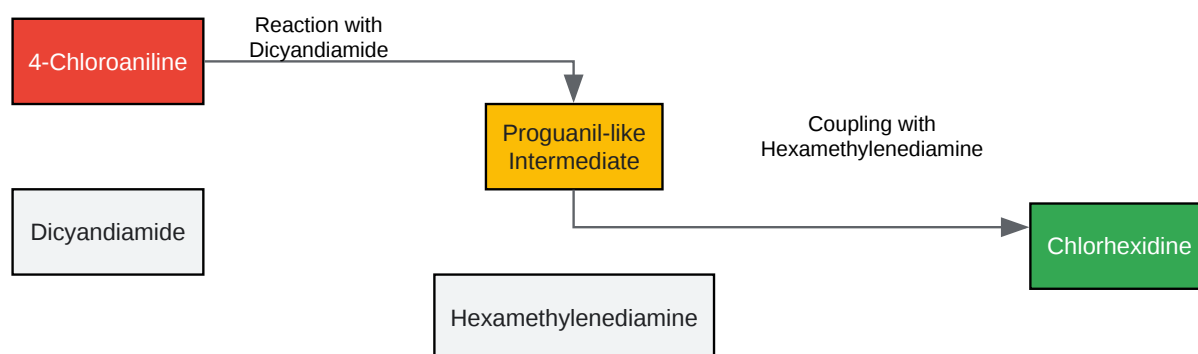 4-Chloroaniline
Reaction with
Dicyandiamide
Proguanil-like
Intermediate
Coupling with
Hexamethylenediamine
Dicyandiamide
Chlorhexidine
Hexamethylenediamine